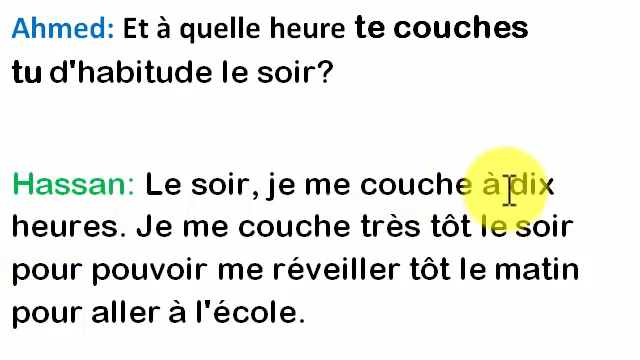 Ahmed: Et à quelle heure te couches
tu d'habitude le soir?
Hassan: Le soir, je me couche à dix
heures. Je me couche très tôt le soir
pour pouvoir me réveiller tôt le matin
pour aller à l'école.